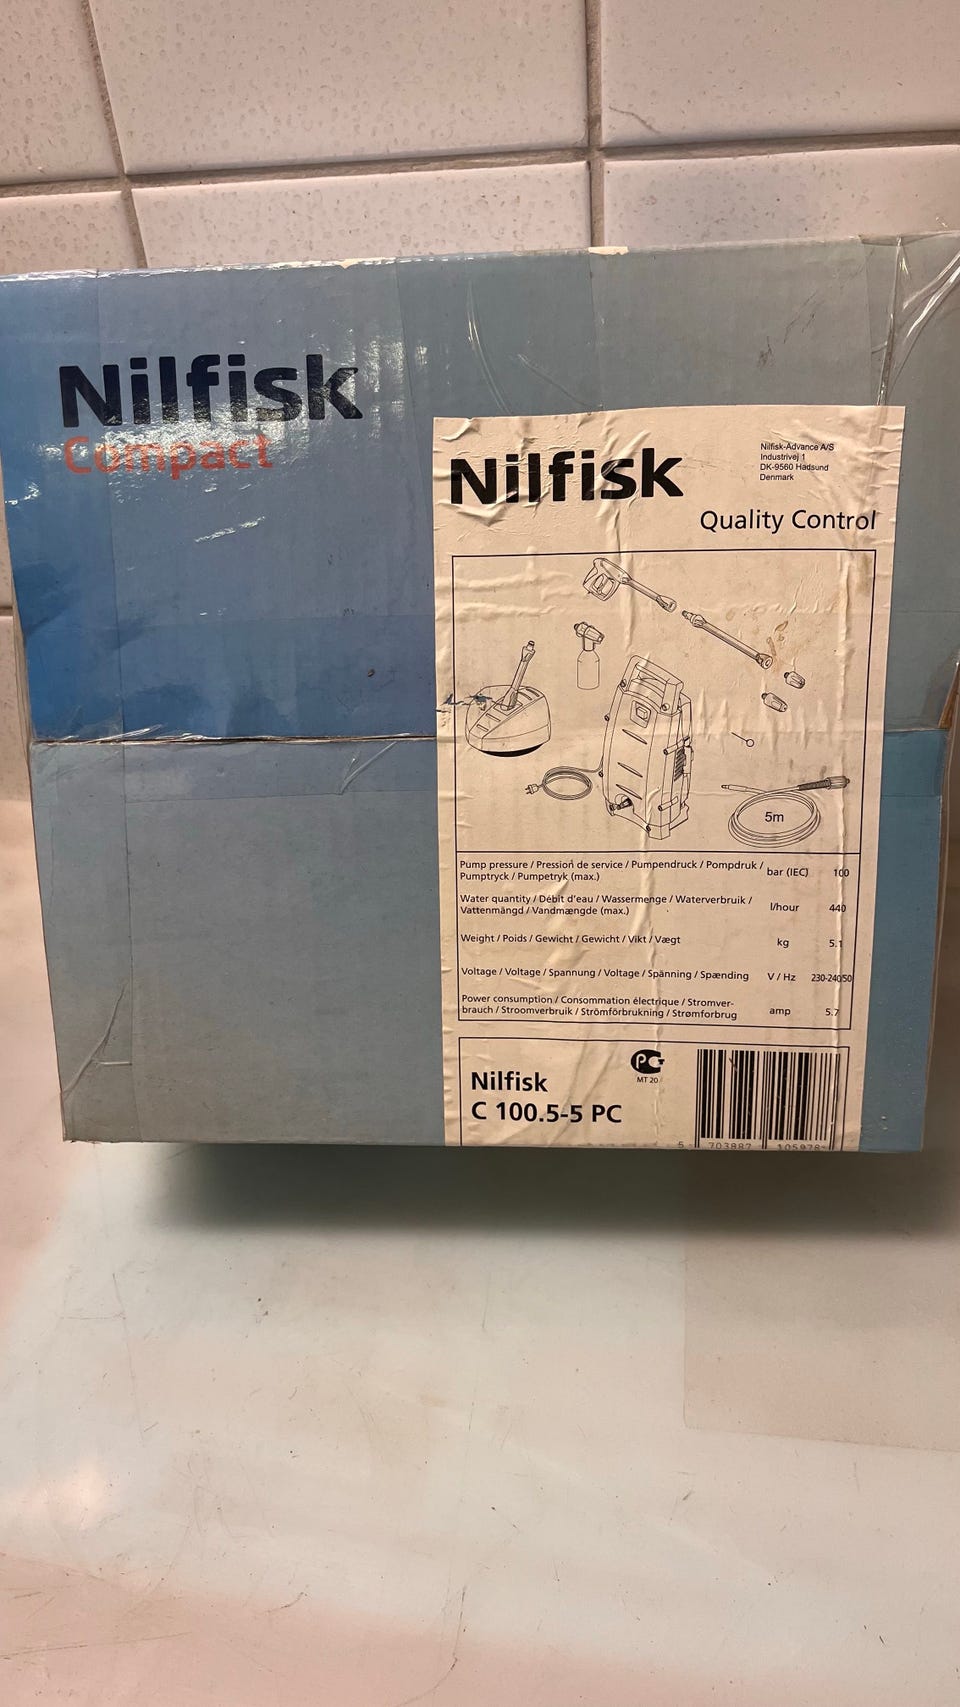 Nilfisk
Compact
Nilfisk
Nilfisk-Advance A/S
Industrivej 1
DK-9560 Hadsund
Denmark
Quality Control
5m
Pump pressure / Pression de service / Pumpendruck / Pompdruk /
Pumptryck / Pumpetryk (max.)
bar (IEC) 100
Water quantity / Débit d'eau / Wassermenge / Waterverbruik /
Vattenmängd / Vandmængde (max.)
l/hour 440
Weight / Poids / Gewicht / Gewicht / Vikt / Vægt kg 5.1
Voltage / Voltage / Spannung / Voltage / Spänning / Spænding V / Hz 230-240/50
Power consumption / Consommation électrique / Stromver-
brauch / Stroomverbruik / Strömförbrukning / Strømforbrug
amp 5.7
Nilfisk
C 100.5-5 PC
MT 20
5 703887 105978